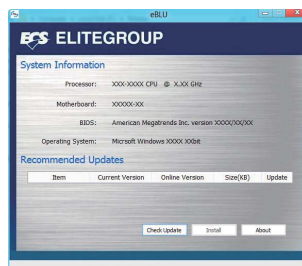 eBLU
ECS ELITEGROUP
System Information
Processor: XXX-XXXX CPU @ X.XX GHz
Motherboard: XXXXX-XX
BIOS: American Megatrends Inc. version XXXX/XX/XX
Operating System: Micrsoft Windows XXXX XXbit
Recommended Updates
Item Current Version Online Version Size(KB) Update
Check Update Install About